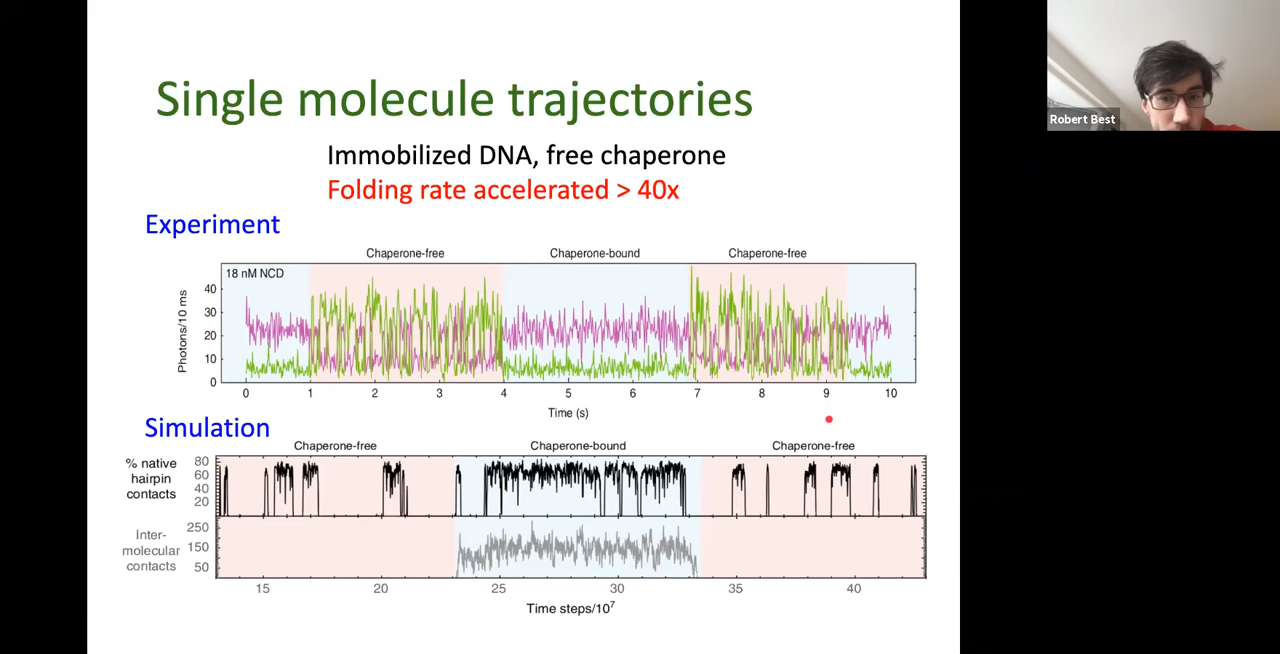 Single molecule trajectories
Robert Best
Immobilized DNA, free chaperone
Folding rate accelerated > 40x
Experiment
Chaperone-free Chaperone-bound Chaperone-free
18 nM NCD
Photons/10 ms
40
30
20
10
0
0 1 2 3 4 5 6 7 8 9 10
Time (s)
Simulation
Chaperone-free Chaperone-bound Chaperone-free
% native
hairpin
contacts
80
60
40
20
Inter-
molecular
contacts
250
150
50
15 20 25 30 35 40
Time steps/10⁷